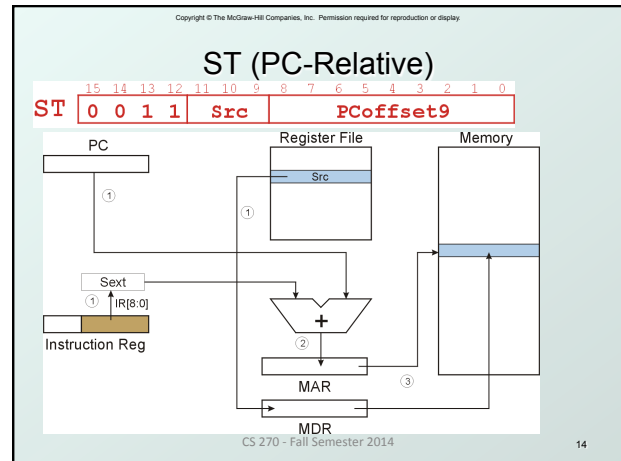 Copyright © The McGraw-Hill Companies, Inc. Permission required for reproduction or display.
ST (PC-Relative)
15 14 13 12 11 10 9 8 7 6 5 4 3 2 1 0
ST 0 0 1 1 Src PCoffset9
PC
Register File
Memory
Src
1
1
Sext
1 IR[8:0]
Instruction Reg
+
2
MAR
3
MDR
CS 270 - Fall Semester 2014
14